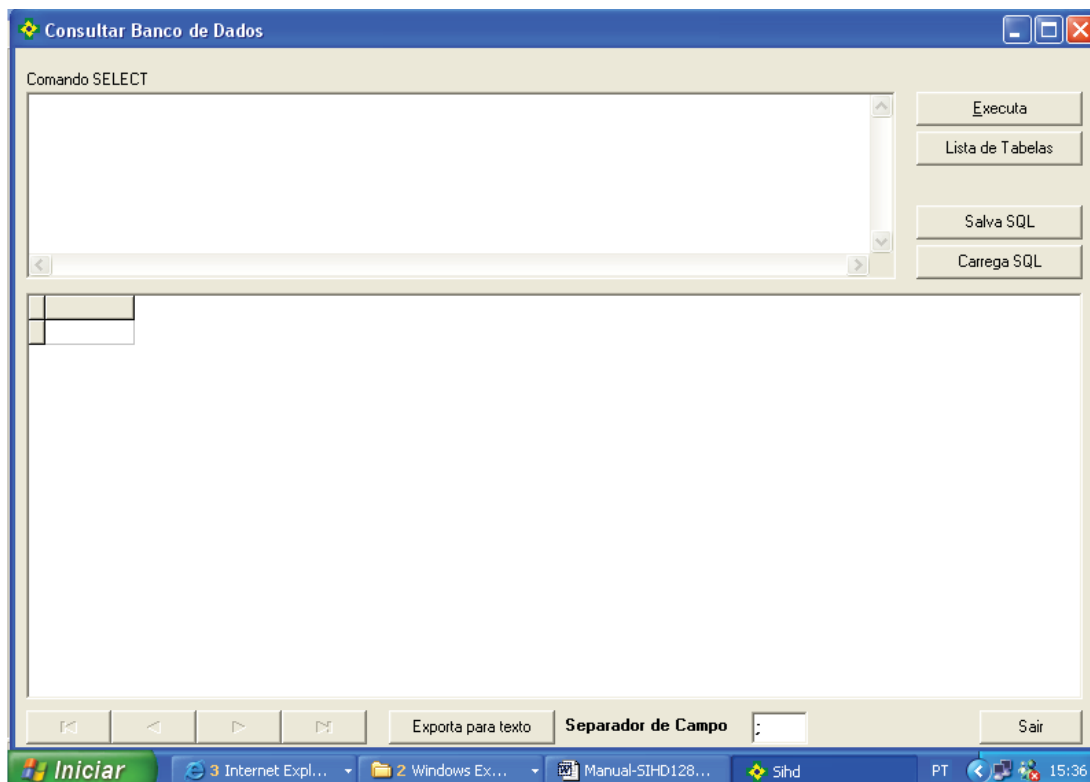 Consultar Banco de Dados
Comando SELECT
Executa
Lista de Tabelas
Salva SQL
Carrega SQL
Exporta para texto
Separador de Campo
;
Sair
Iniciar
3 Internet Expl...
2 Windows Ex...
Manual-SIHD128...
Sihd
PT
15:36